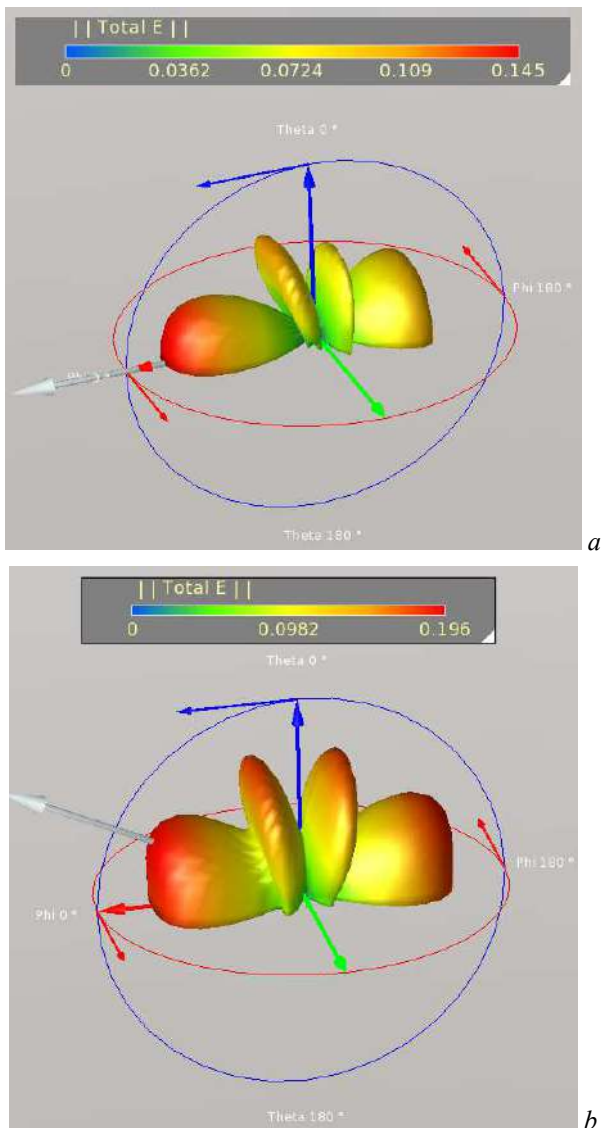 || Total E ||
0 0.0362 0.0724 0.109 0.145
Theta 0 °
Phi 180 °
Theta 180 °
a
|| Total E ||
0 0.0982 0.196
Theta 0 °
Phi 180 °
Phi 0 °
Theta 180 °
b